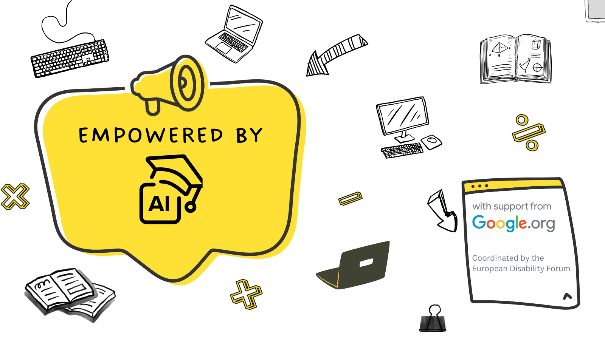 EMPOWERED BY
AI
with support from
Google.org
Coordinated by the
European Disability Forum